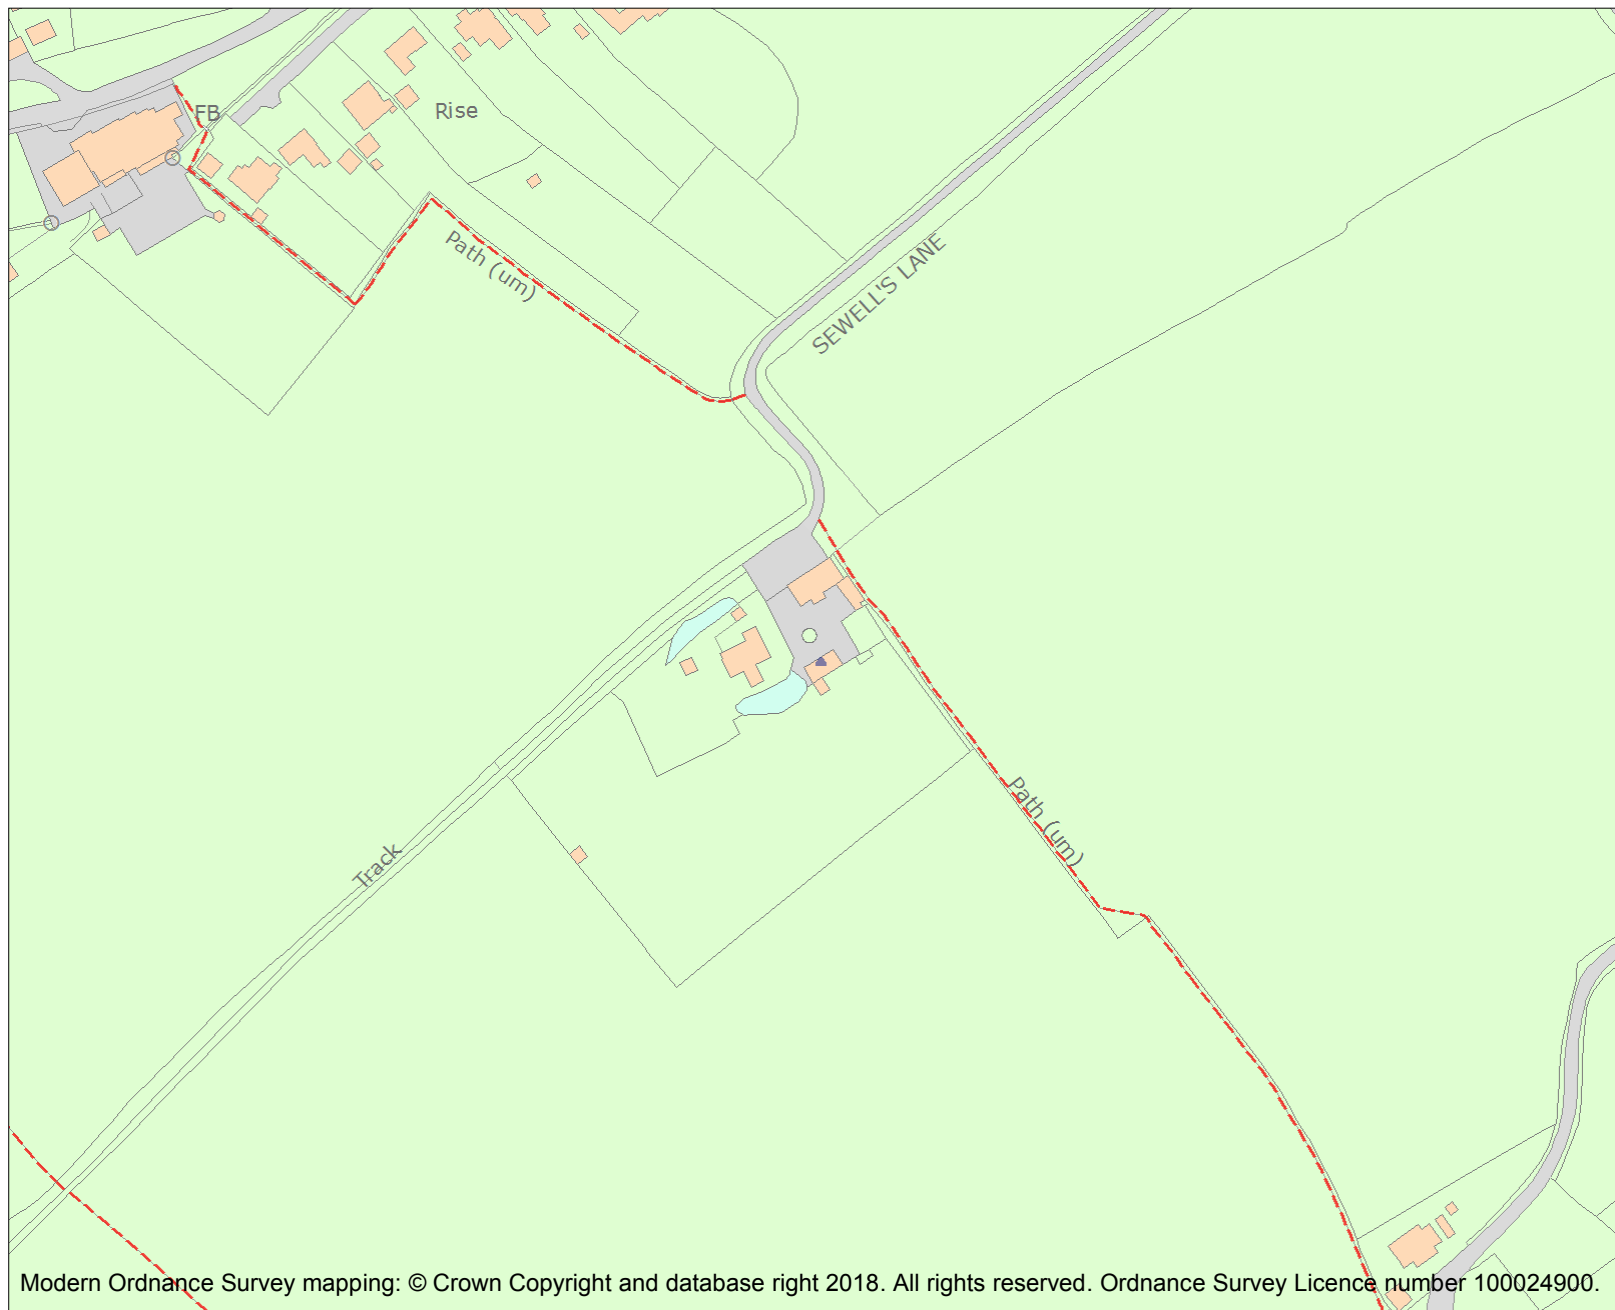 FB
Rise
Path (um)
SEWELL'S LANE
Path (um)
Track
Modern Ordnance Survey mapping: © Crown Copyright and database right 2018. All rights reserved. Ordnance Survey Licence number 100024900.